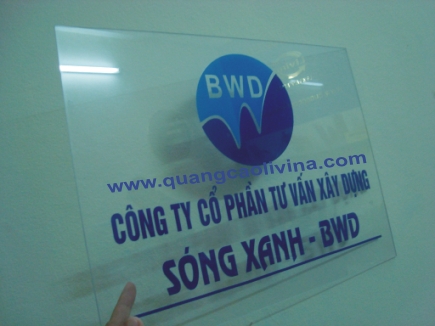 BWD
www.quangcaolivina.com
CÔNG TY CỔ PHẦN TƯ VẤN XÂY DỰNG
SÓNG XANH - BWD